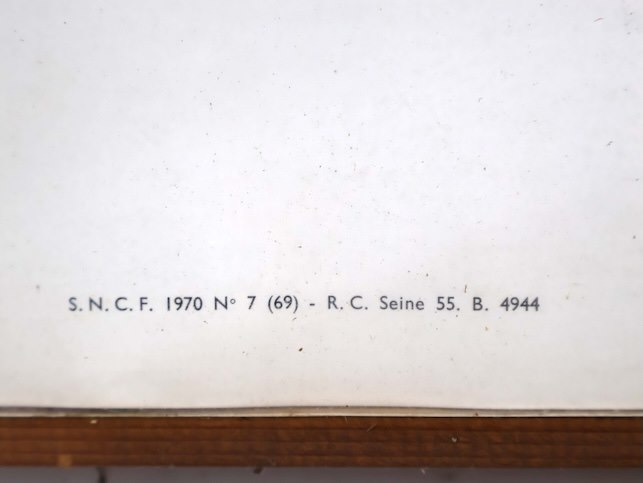 S. N. C. F. 1970 N° 7 (69) - R. C. Seine 55. B. 4944